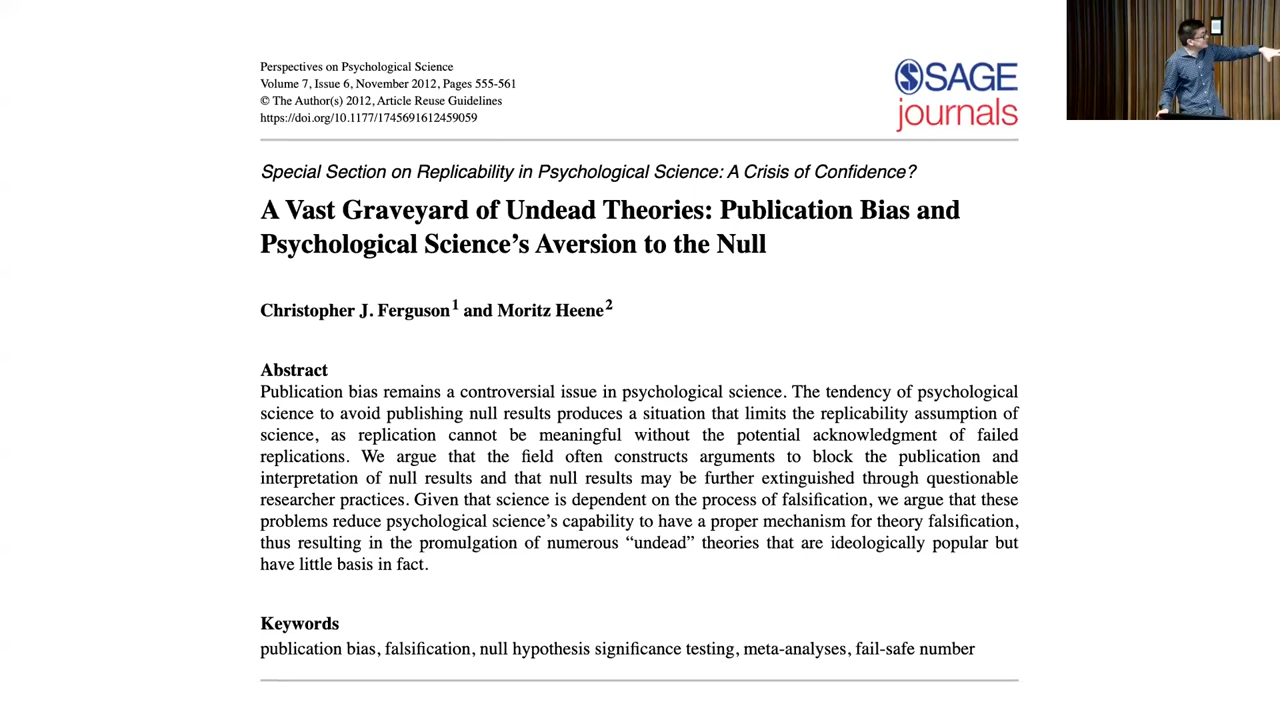 Perspectives on Psychological Science
Volume 7, Issue 6, November 2012, Pages 555-561
© The Author(s) 2012, Article Reuse Guidelines
https://doi.org/10.1177/1745691612459059
SAGE
journals
Special Section on Replicability in Psychological Science: A Crisis of Confidence?
A Vast Graveyard of Undead Theories: Publication Bias and
Psychological Science’s Aversion to the Null
Christopher J. Ferguson1 and Moritz Heene2
Abstract
Publication bias remains a controversial issue in psychological science. The tendency of psychological
science to avoid publishing null results produces a situation that limits the replicability assumption of
science, as replication cannot be meaningful without the potential acknowledgment of failed
replications. We argue that the field often constructs arguments to block the publication and
interpretation of null results and that null results may be further extinguished through questionable
researcher practices. Given that science is dependent on the process of falsification, we argue that these
problems reduce psychological science’s capability to have a proper mechanism for theory falsification,
thus resulting in the promulgation of numerous “undead” theories that are ideologically popular but
have little basis in fact.
Keywords
publication bias, falsification, null hypothesis significance testing, meta-analyses, fail-safe number